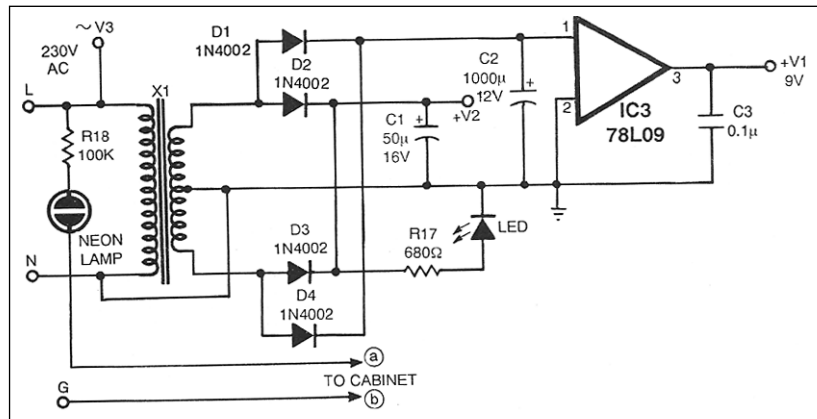 ~ V3
230V
AC
L
X1
R18
100K
NEON
LAMP
N
G
D1
1N4002
D2
1N4002
D3
1N4002
D4
1N4002
C1
50µ
16V
+
+V2
C2
1000µ
12V
+
R17
680Ω
LED
1
2
3
IC3
78L09
C3
0.1µ
+V1
9V
a
TO CABINET
b